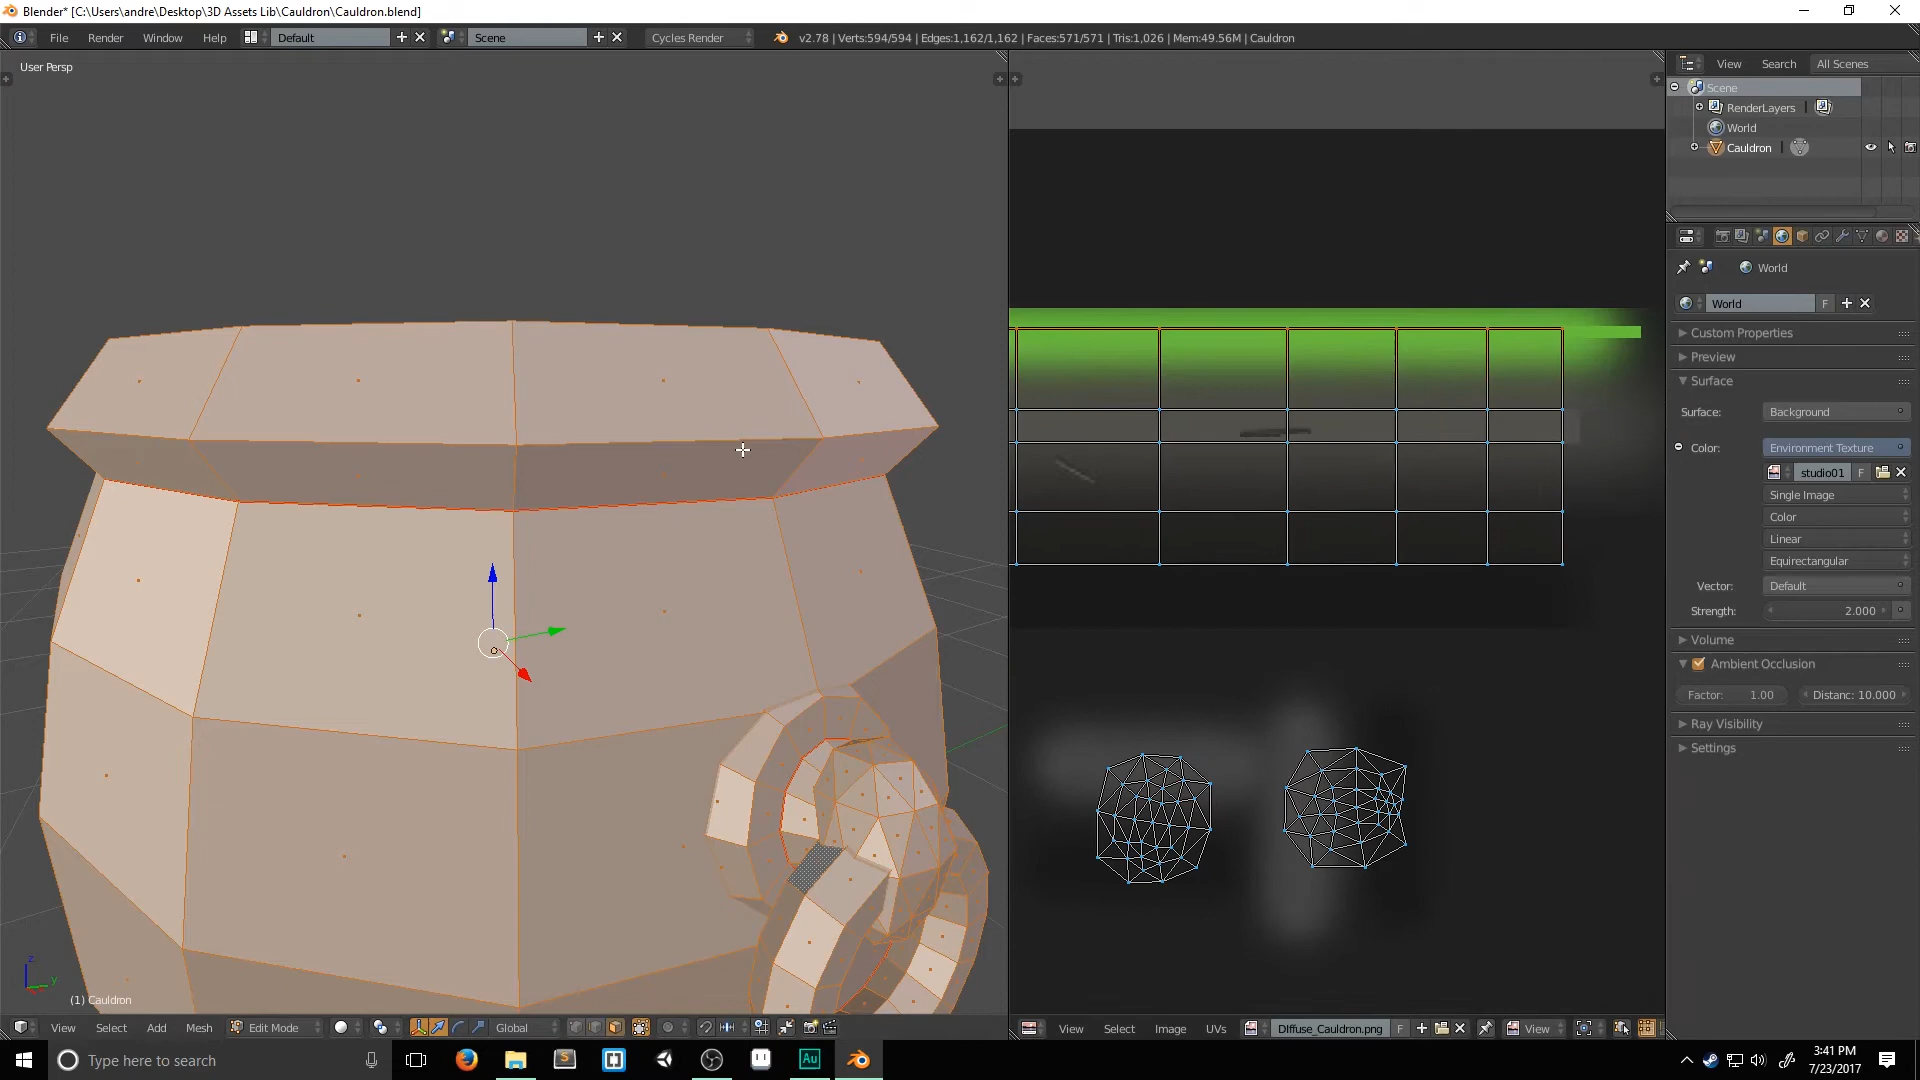 Blender* [C:\Users\andre\Desktop\3D Assets Lib\Cauldron\Cauldron.blend]
File Render Window Help Default Scene Cycles Render v2.78 | Verts:594/594 | Edges:1,162/1,162 | Faces:571/571 | Tris:1,026 | Mem:49.56M | Cauldron
User Persp
View Search All Scenes
Scene
RenderLayers
World
Cauldron
World
World F
Custom Properties
Preview
Surface
Surface: Background
Color: Environment Texture
studio01 F
Single Image
Color
Linear
Equirectangular
Vector: Default
Strength: 2.000
Volume
Ambient Occlusion
Factor: 1.00 Distanc: 10.000
Ray Visibility
Settings
z
y
(1) Cauldron
View Select Add Mesh Edit Mode Global
View Select Image UVs DIffuse_Cauldron.png F View
Type here to search
S
Au
3:41 PM
7/23/2017